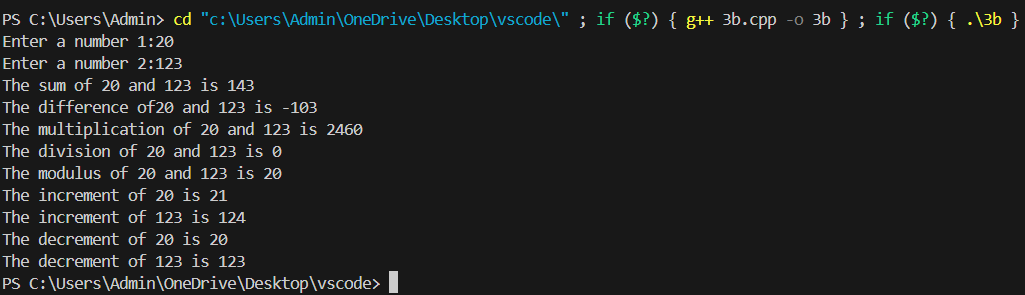 PS C:\Users\Admin> cd "c:\Users\Admin\OneDrive\Desktop\vscode\" ; if ($?) { g++ 3b.cpp -o 3b } ; if ($?) { .\3b }
Enter a number 1:20
Enter a number 2:123
The sum of 20 and 123 is 143
The difference of20 and 123 is -103
The multiplication of 20 and 123 is 2460
The division of 20 and 123 is 0
The modulus of 20 and 123 is 20
The increment of 20 is 21
The increment of 123 is 124
The decrement of 20 is 20
The decrement of 123 is 123
PS C:\Users\Admin\OneDrive\Desktop\vscode>